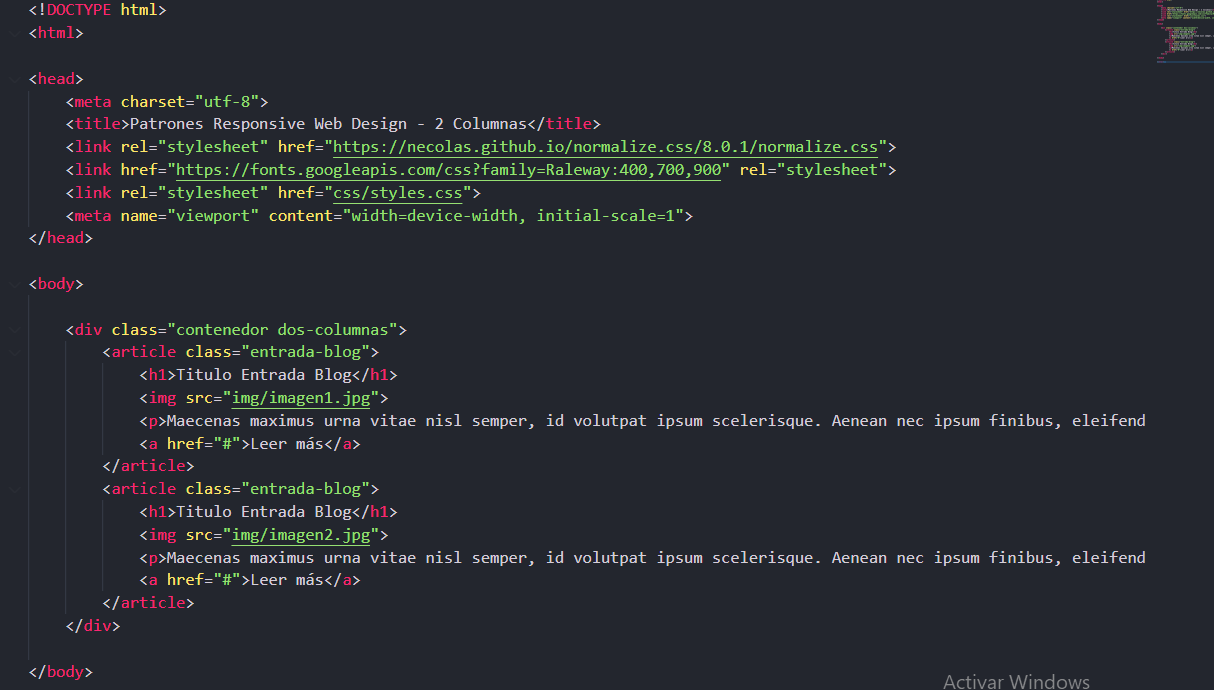 <!DOCTYPE html>
<html>
<head>
<meta charset="utf-8">
<title>Patrones Responsive Web Design - 2 Columnas</title>
<link rel="stylesheet" href="https://necolas.github.io/normalize.css/8.0.1/normalize.css">
<link href="https://fonts.googleapis.com/css?family=Raleway:400,700,900" rel="stylesheet">
<link rel="stylesheet" href="css/styles.css">
<meta name="viewport" content="width=device-width, initial-scale=1">
</head>
<body>
<div class="contenedor dos-columnas">
<article class="entrada-blog">
<h1>Titulo Entrada Blog</h1>
<img src="img/imagen1.jpg">
<p>Maecenas maximus urna vitae nisl semper, id volutpat ipsum scelerisque. Aenean nec ipsum finibus, eleifend
<a href="#">Leer más</a>
</article>
<article class="entrada-blog">
<h1>Titulo Entrada Blog</h1>
<img src="img/imagen2.jpg">
<p>Maecenas maximus urna vitae nisl semper, id volutpat ipsum scelerisque. Aenean nec ipsum finibus, eleifend
<a href="#">Leer más</a>
</article>
</div>
</body>
Activar Windows